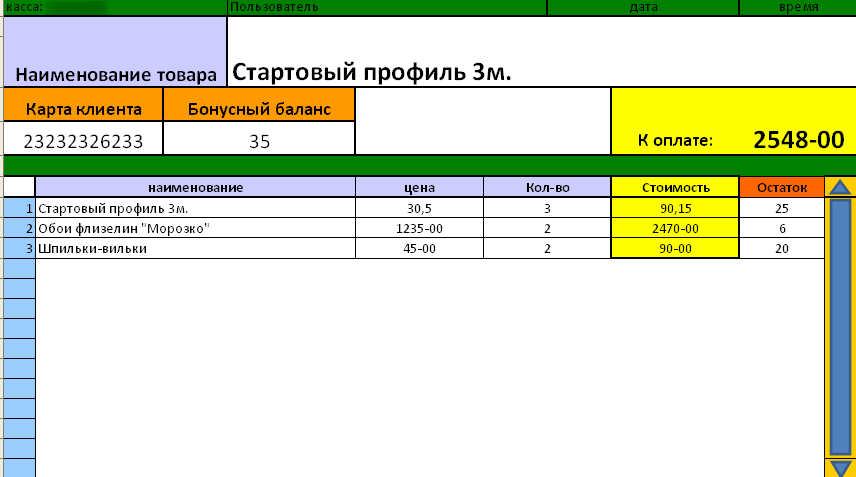 касса: Пользователь дата время
Наименование товара Стартовый профиль 3м.
Карта клиента Бонусный баланс
23232326233 35 К оплате: 2548-00
наименование цена Кол-во Стоимость Остаток
1 Стартовый профиль 3м. 30,5 3 90,15 25
2 Обои флизелин "Морозко" 1235-00 2 2470-00 6
3 Шпильки-вильки 45-00 2 90-00 20